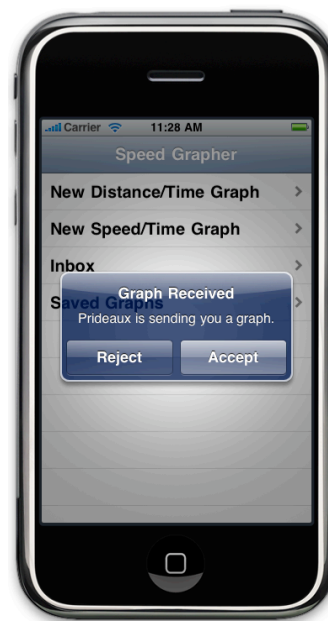 Carrier 11:28 AM
Speed Grapher
New Distance/Time Graph
New Speed/Time Graph
Inbox
Saved Graphs
Graph Received
Prideaux is sending you a graph.
Reject Accept